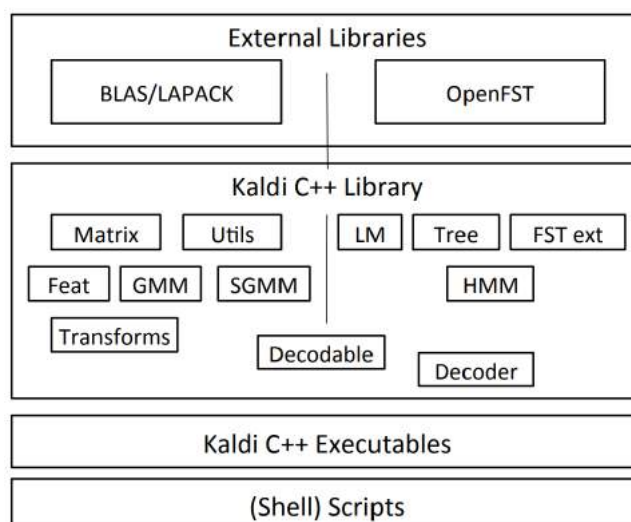 External Libraries
BLAS/LAPACK OpenFST
Kaldi C++ Library
Matrix Utils LM Tree FST ext
Feat GMM SGMM HMM
Transforms
Decodable
Decoder
Kaldi C++ Executables
(Shell) Scripts